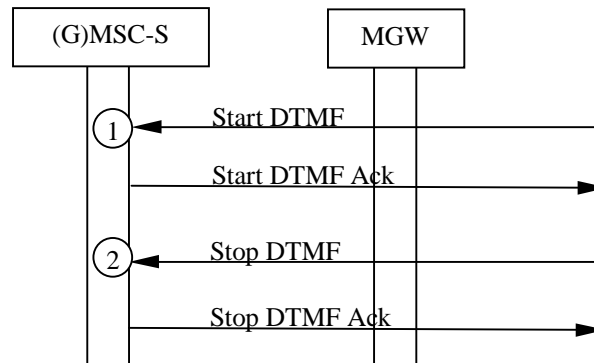 (G)MSC-S
MGW
1
Start DTMF
Start DTMF Ack
2
Stop DTMF
Stop DTMF Ack